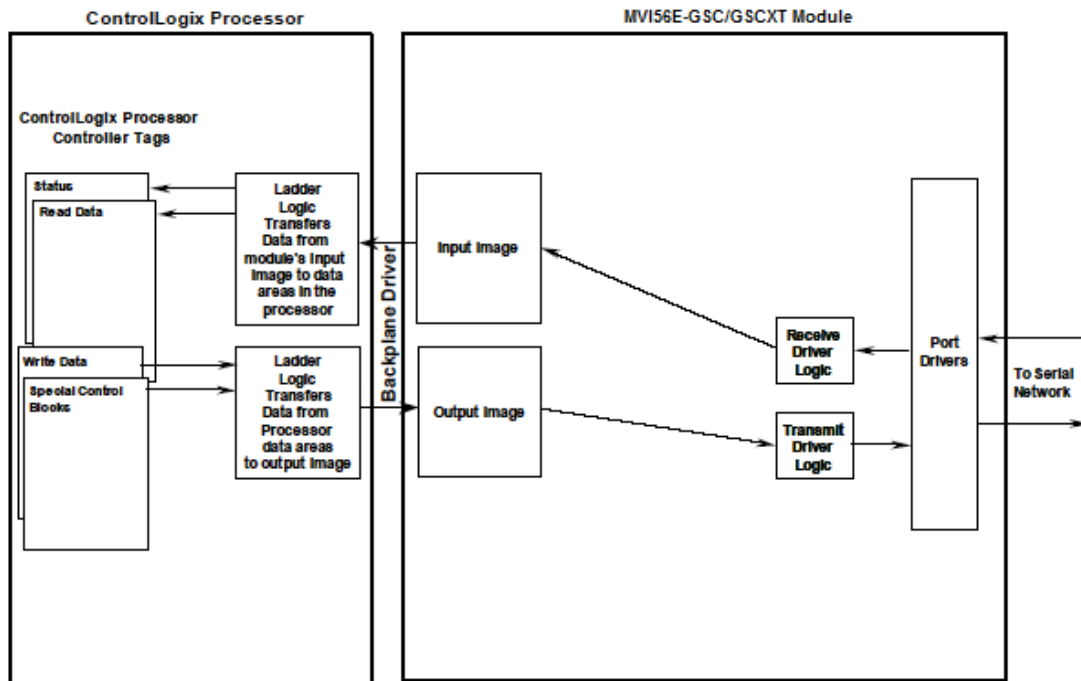 ControlLogix Processor
MVI56E-GSC/GSCXT Module
ControlLogix Processor
Controller Tags
Status
Read Data
Ladder
Logic
Transfers
Data from
module's Input
Image to data
areas in the
processor
Write Data
Special Control
Blocks
Ladder
Logic
Transfers
Data from
Processor
data areas
to output image
Backplane Driver
Input Image
Output Image
Receive
Driver
Logic
Transmit
Driver
Logic
Port
Drivers
To Serial
Network